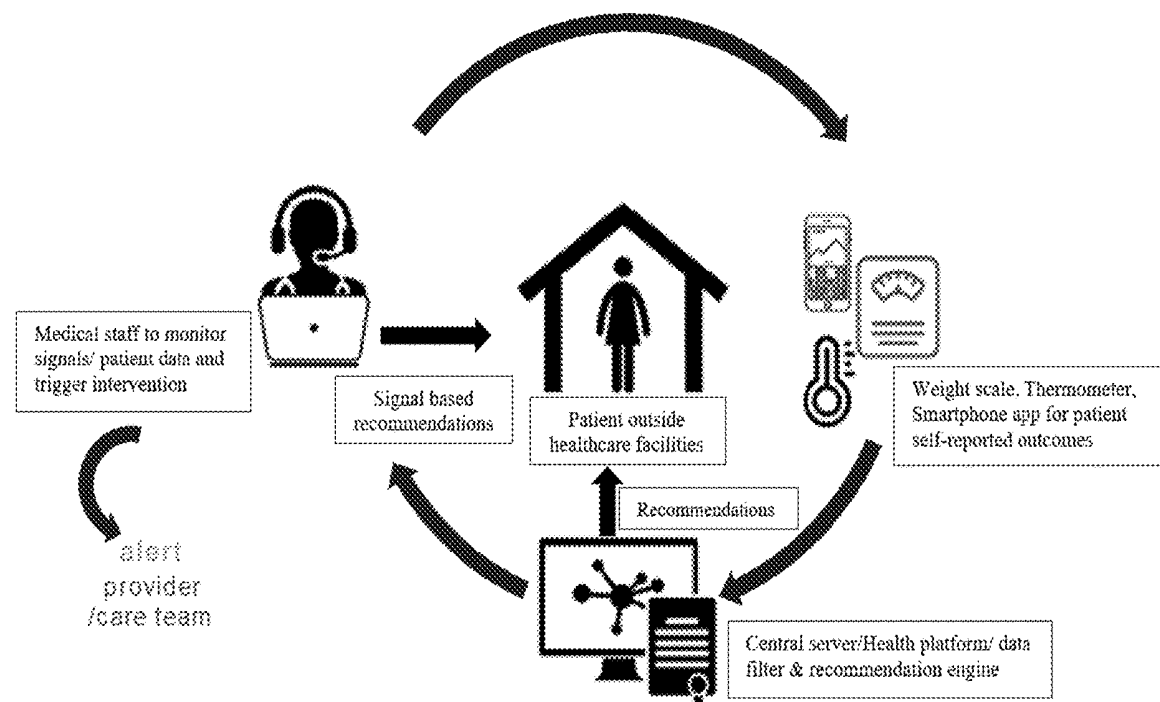 Medical staff to monitor
signals/ patient data and
trigger intervention
Signal based
recommendations
Patient outside
healthcare facilities
Weight scale, Thermometer,
Smartphone app for patient
self-reported outcomes
Recommendations
alert
provider
/care team
Central server/Health platform/ data
filter & recommendation engine